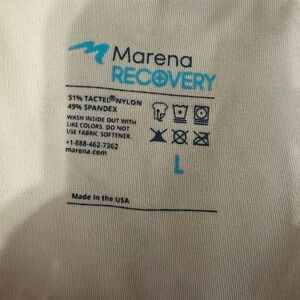 Marena
RECOVERY
51% TACTEL® NYLON
49% SPANDEX
WASH INSIDE OUT WITH
LIKE COLORS. DO NOT
USE FABRIC SOFTENER.
+1-888-462-7362
marena.com
L
Made in the USA